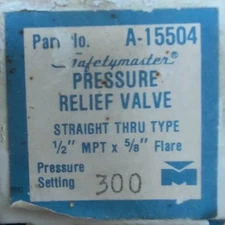 Part No. A-15504
Safetymaster®
PRESSURE
RELIEF VALVE
STRAIGHT THRU TYPE
1/2" MPT x 5/8" Flare
Pressure
Setting 300